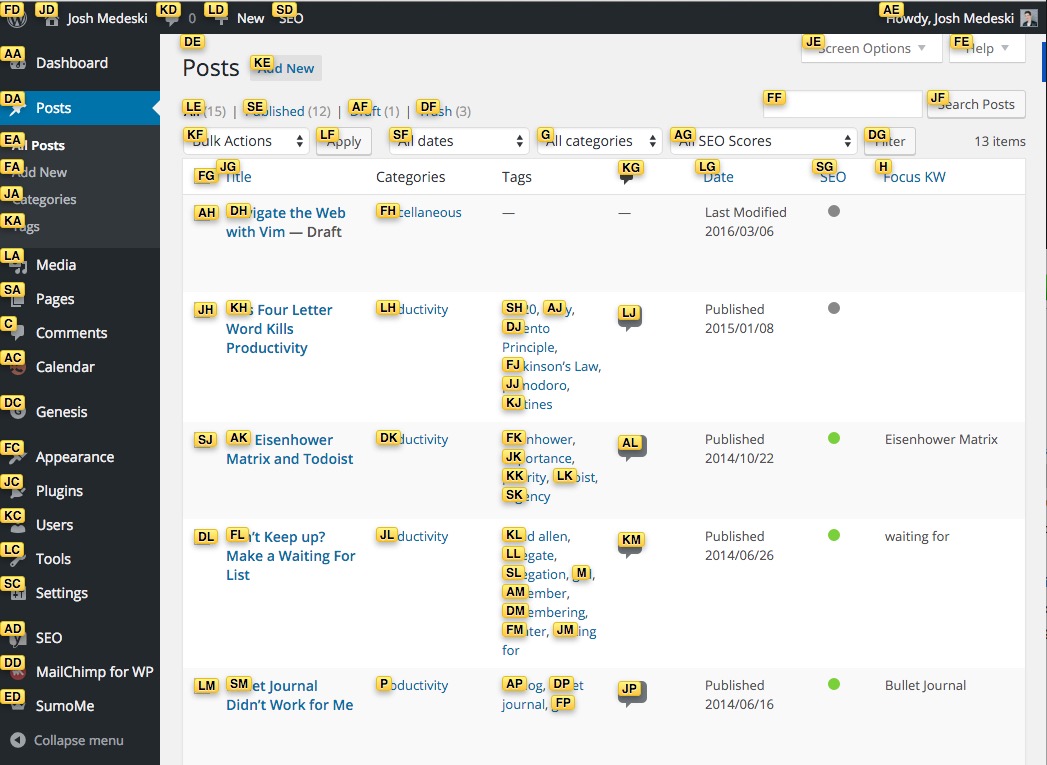 FD JD Josh Medeski KD 0 LD New SD SEO AE Howdy, Josh Medeski
AA Dashboard
DA Posts
EA All Posts
FA Add New
JA Categories
KA Tags
LA Media
SA Pages
C Comments
AC Calendar
DC Genesis
FC Appearance
JC Plugins
KC Users
LC Tools
SC Settings
AD SEO
DD MailChimp for WP
ED SumoMe
Collapse menu
DE JE Screen Options FE Help
Posts KE Add New
LE (15) | SE Published (12) | AF Draft (1) | DF Trash (3) FF JF Search Posts
KF Bulk Actions LF Apply SF All dates G All categories AG All SEO Scores DG Filter 13 items
FG JG Title Categories Tags KG LG Date SG SEO H Focus KW
AH DH igate the Web FH cellaneous — — Last Modified
with Vim — Draft 2016/03/06
JH KH s Four Letter LH ductivity SH 20, AJ y, LJ Published
Word Kills DJ ento 2015/01/08
Productivity Principle,
FJ kinson's Law,
JJ modoro,
KJ tines
SJ AK Eisenhower DK ductivity FK nhower, AL Published Eisenhower Matrix
Matrix and Todoist JK portance, 2014/10/22
KK rity, LK ist,
SK ency
DL FL 't Keep up? JL ductivity KL d allen, KM Published waiting for
Make a Waiting For LL egate, 2014/06/26
List SL egation, M l,
AM ember,
DM embering,
FM ter, JM ing
for
LM SM et Journal P oductivity AP og, DP et JP Published Bullet Journal
Didn't Work for Me journal, FP 2014/06/16